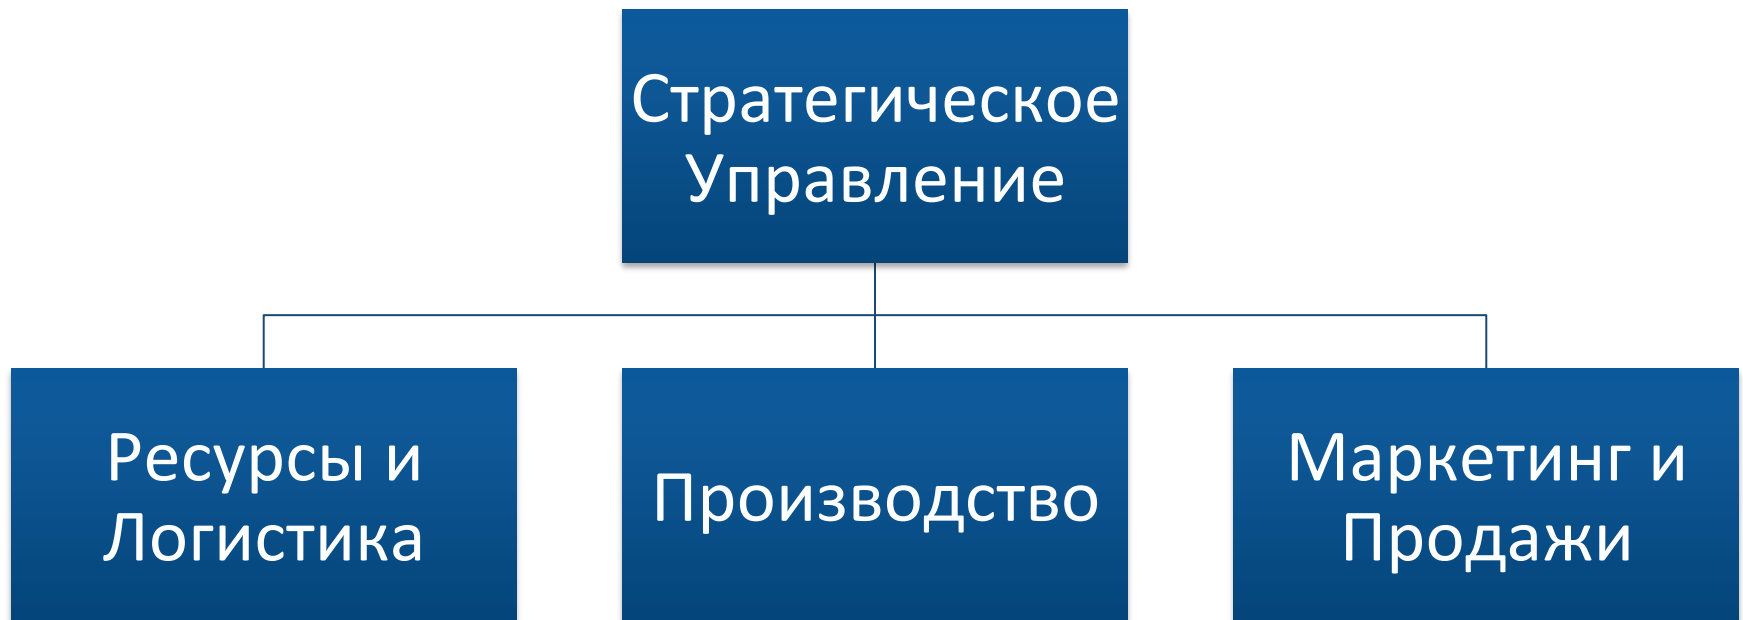 Стратегическое
Управление
Ресурсы и
Логистика
Производство
Маркетинг и
Продажи